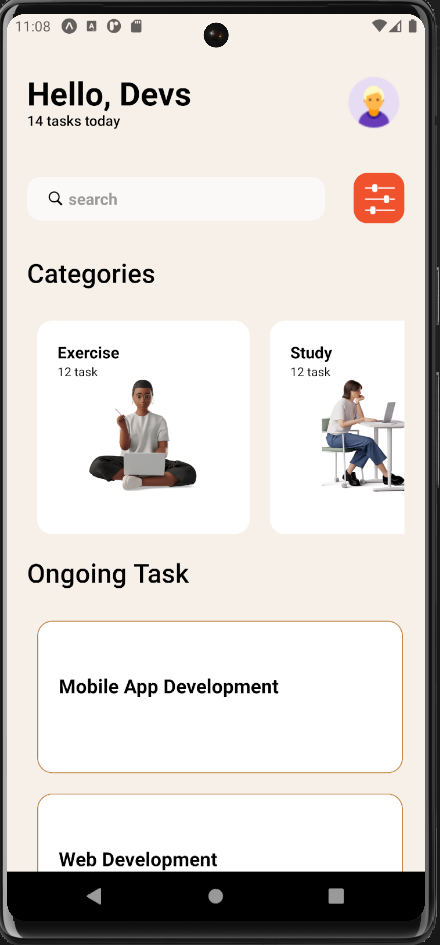 11:08
Hello, Devs
14 tasks today
search
Categories
Exercise
12 task
Study
12 task
Ongoing Task
Mobile App Development
Web Development